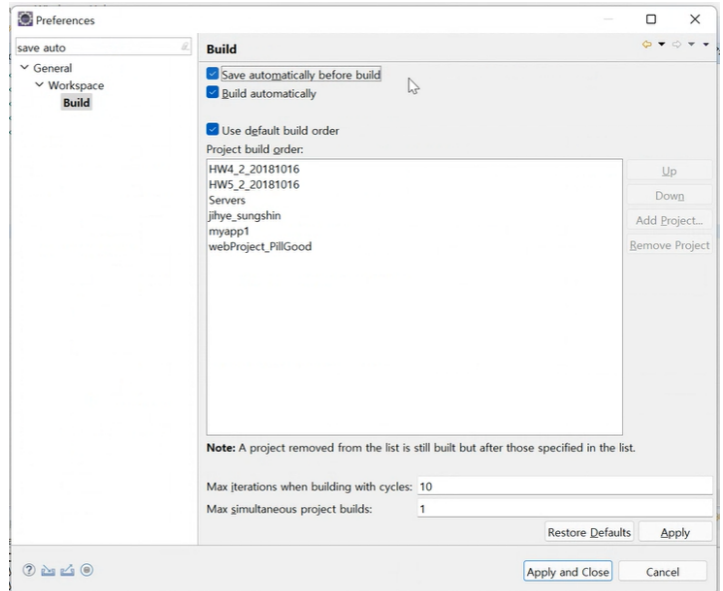 Preferences
save auto
General
Workspace
Build
Build
Save automatically before build
Build automatically
Use default build order
Project build order:
HW4_2_20181016
HW5_2_20181016
Servers
jihye_sungshin
myapp1
webProject_PillGood
Up
Down
Add Project...
Remove Project
Note: A project removed from the list is still built but after those specified in the list.
Max iterations when building with cycles: 10
Max simultaneous project builds: 1
Restore Defaults
Apply
Apply and Close
Cancel